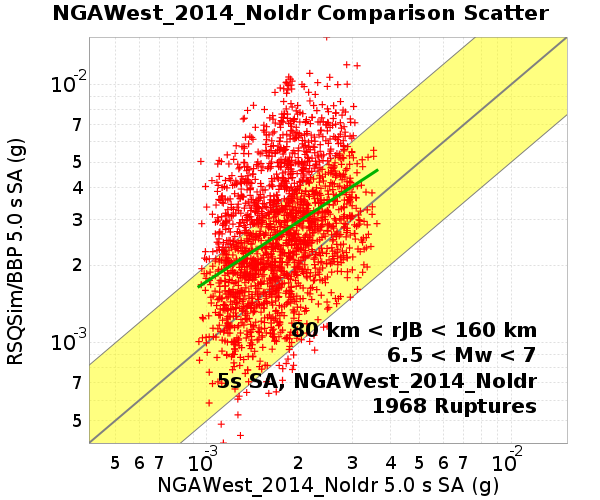 NGAWest_2014_NoIdr Comparison Scatter
RSQSim/BBP 5.0 s SA (g)
10-2
7
5
4
3
2
10-3
7
5
80 km < rJB < 160 km
6.5 < Mw < 7
5s SA, NGAWest_2014_NoIdr
1968 Ruptures
5 6 7 10-3 2 3 4 5 6 7 10-2
NGAWest_2014_NoIdr 5.0 s SA (g)